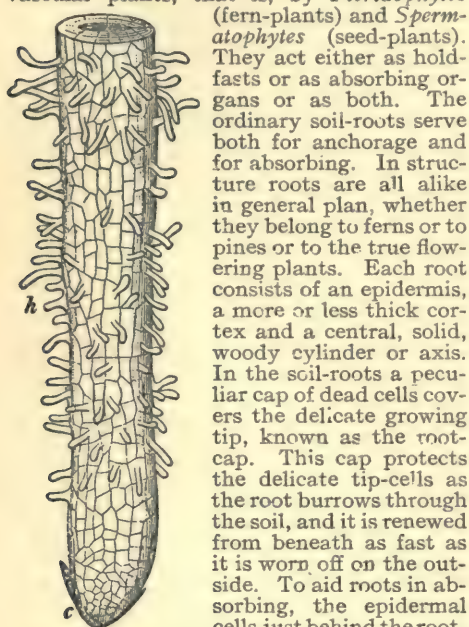 (fern-plants) and Sperm-
atophytes (seed-plants).
They act either as hold-
fasts or as absorbing or-
gans or as both. The
ordinary soil-roots serve
both for anchorage and
for absorbing. In struc-
ture roots are all alike
in general plan, whether
they belong to ferns or to
pines or to the true flow-
ering plants. Each root
consists of an epidermis,
a more or less thick cor-
tex and a central, solid,
woody cylinder or axis.
In the soil-roots a pecu-
liar cap of dead cells cov-
ers the delicate growing
tip, known as the root-
cap. This cap protects
the delicate tip-cells as
the root burrows through
the soil, and it is renewed
from beneath as fast as
it is worn off on the out-
side. To aid roots in ab-
sorbing, the epidermal
cells just behind the root-
h
c